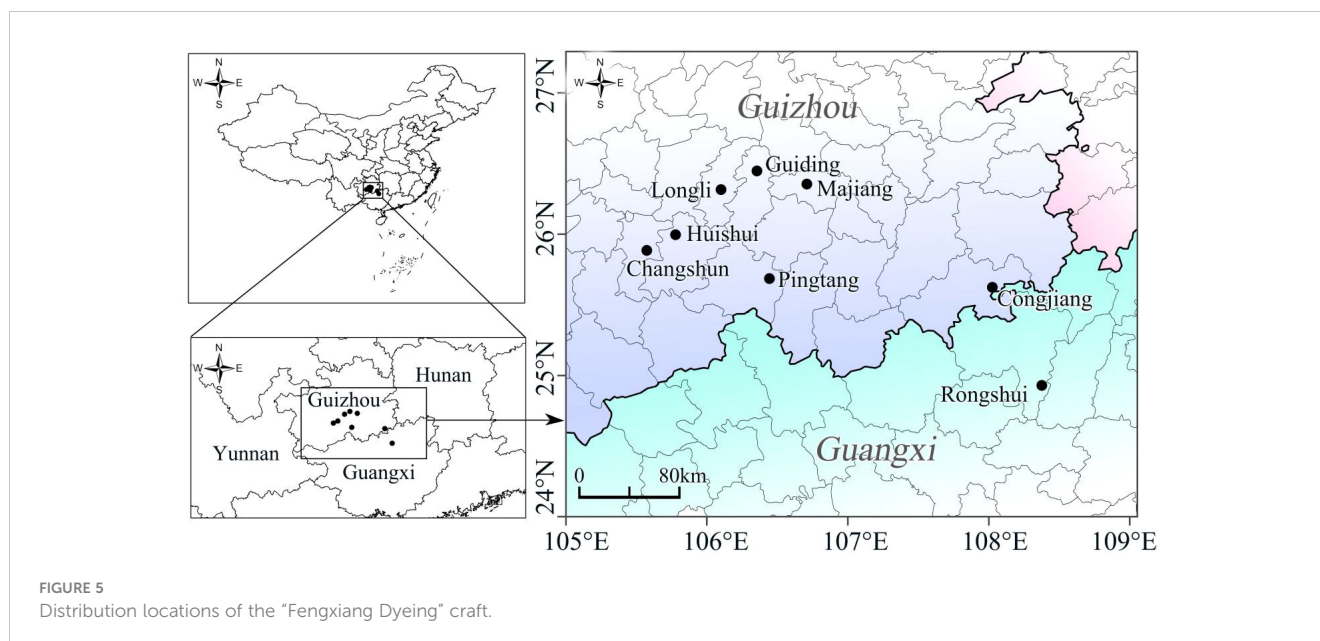 N
W E
S
N
W E
S
Hunan
Guizhou
Yunnan
Guangxi
N
W E
S
27°N
26°N
25°N
24°N
Guizhou
Guiding
Longli
Majiang
Huishui
Changshun
Pingtang
Congjiang
Rongshui
Guangxi
0 80km
105°E 106°E 107°E 108°E 109°E
FIGURE 5
Distribution locations of the “Fengxiang Dyeing” craft.